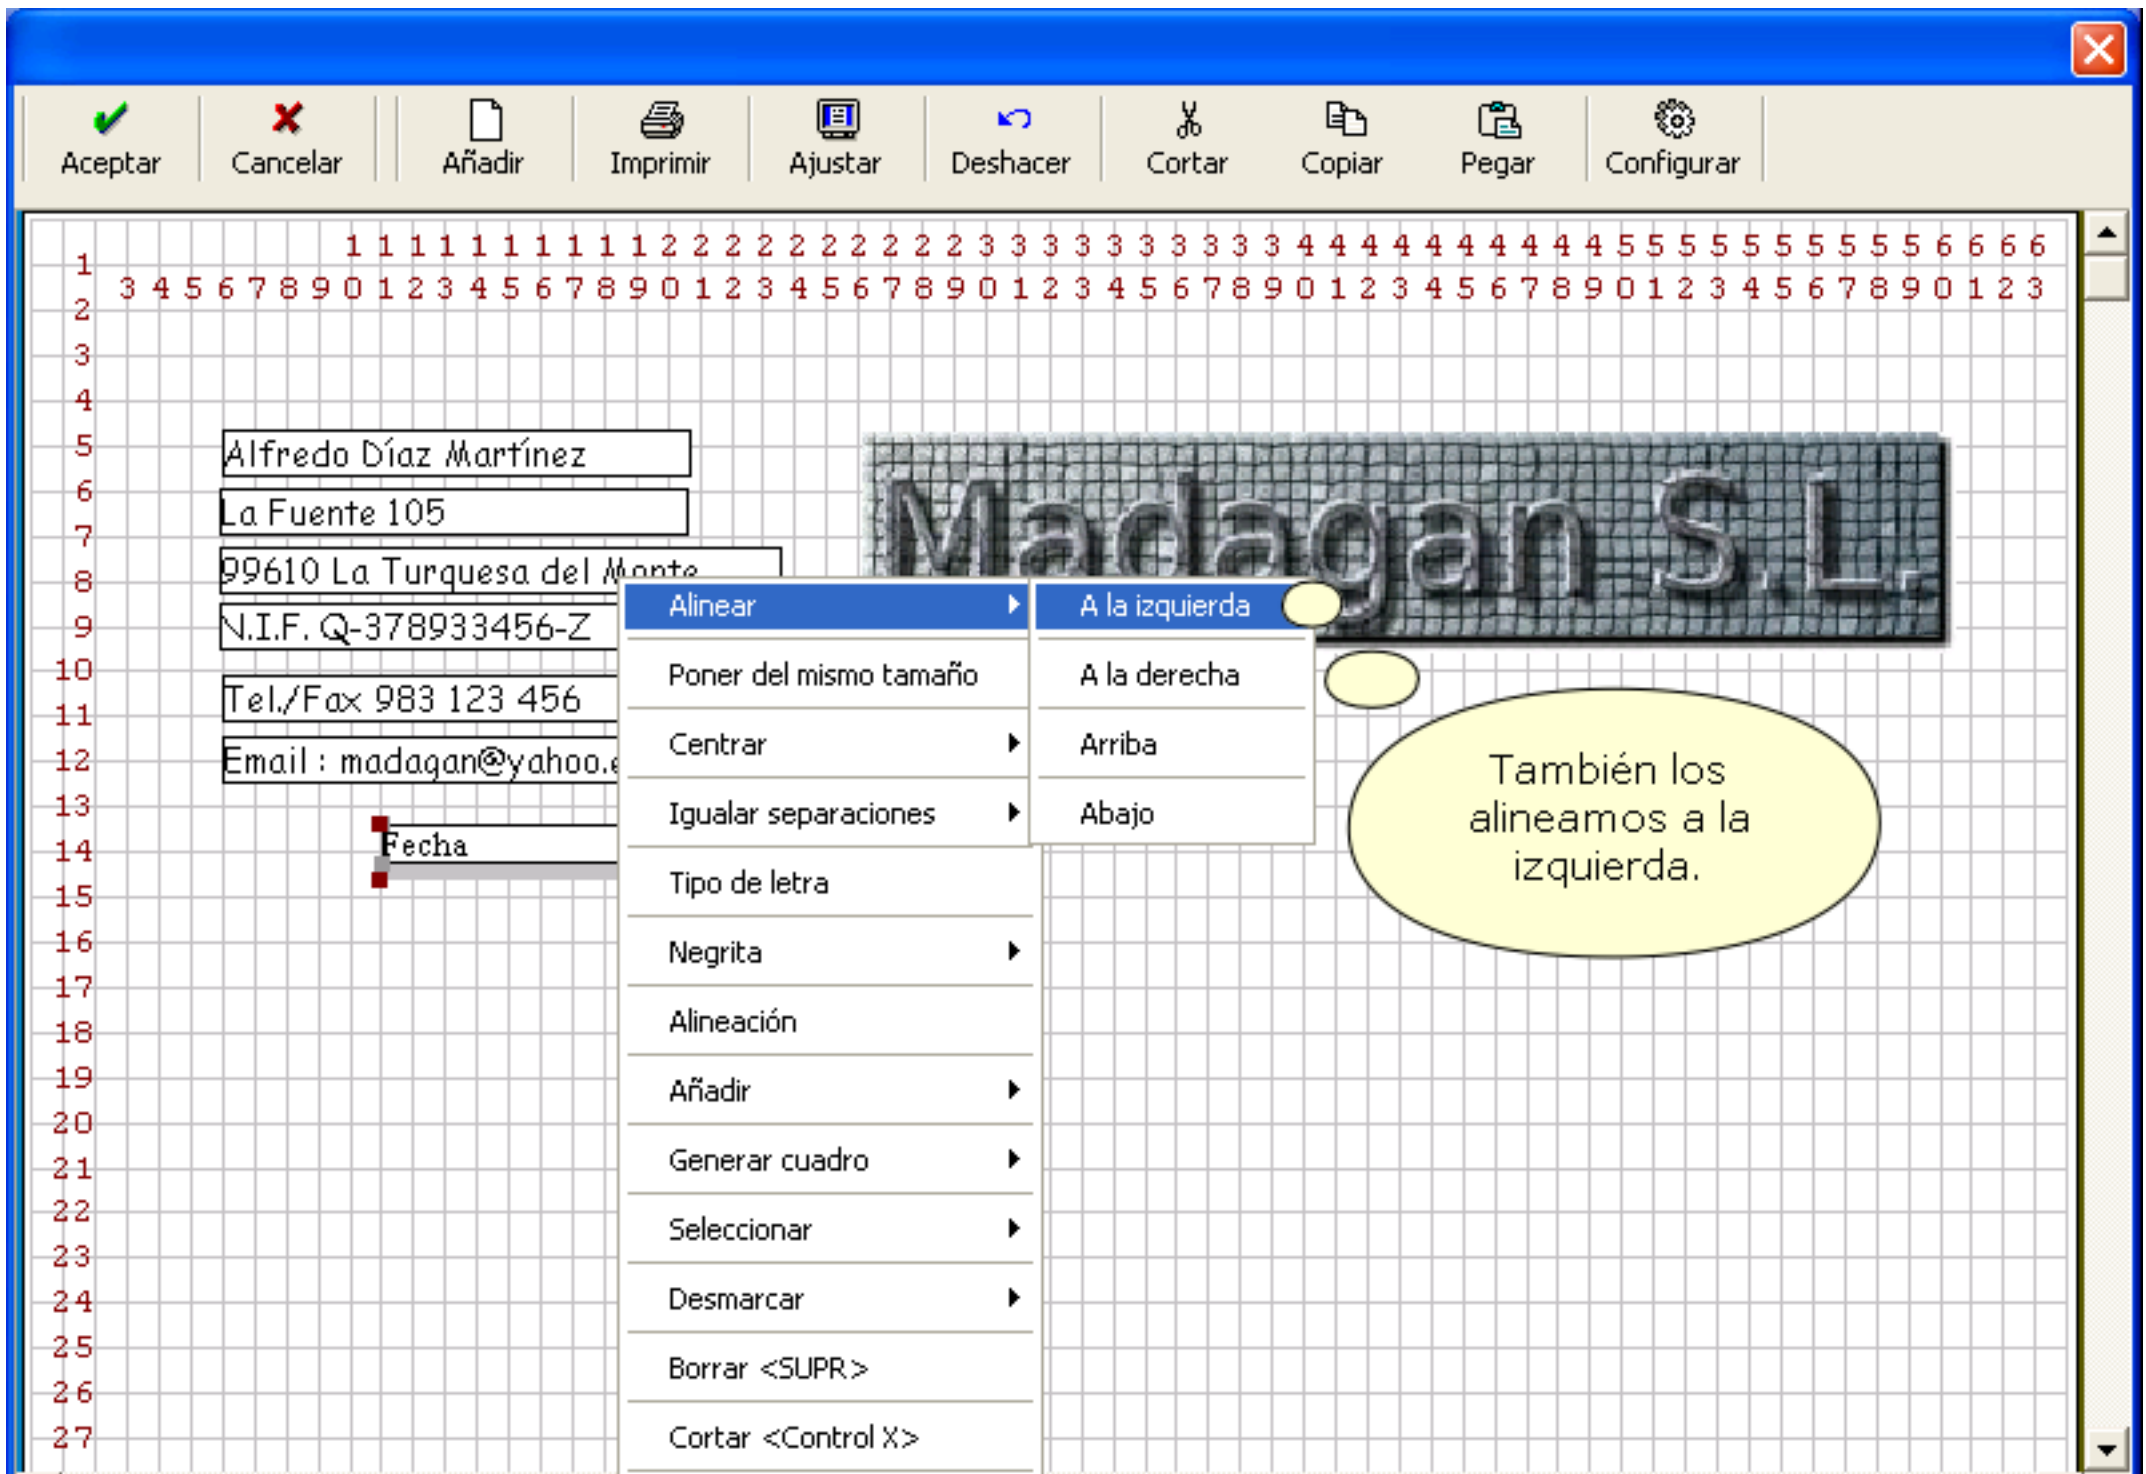 Aceptar Cancelar Añadir Imprimir Ajustar Deshacer Cortar Copiar Pegar Configurar
1 1 1 1 1 1 1 1 1 1 2 2 2 2 2 2 2 2 2 2 3 3 3 3 3 3 3 3 3 3 4 4 4 4 4 4 4 4 4 4 5 5 5 5 5 5 5 5 5 5 6 6 6 6
1
3 4 5 6 7 8 9 0 1 2 3 4 5 6 7 8 9 0 1 2 3 4 5 6 7 8 9 0 1 2 3 4 5 6 7 8 9 0 1 2 3 4 5 6 7 8 9 0 1 2 3 4 5 6 7 8 9 0 1 2 3
2
3
4
5
Alfredo Díaz Martínez
Madagan S.L.
6
La Fuente 105
7
99610 La Turquesa del Monte
8
N.I.F. Q-378933456-Z
9
10
Tel./Fax 983 123 456
11
Email : madagan@yahoo.e
12
13
Fecha
14
15
16
17
18
19
20
21
22
23
24
25
26
27
Alinear
Poner del mismo tamaño
Centrar
Igualar separaciones
Tipo de letra
Negrita
Alineación
Añadir
Generar cuadro
Seleccionar
Desmarcar
Borrar <SUPR>
Cortar <Control X>
A la izquierda
A la derecha
Arriba
Abajo
También los
alineamos a la
izquierda.